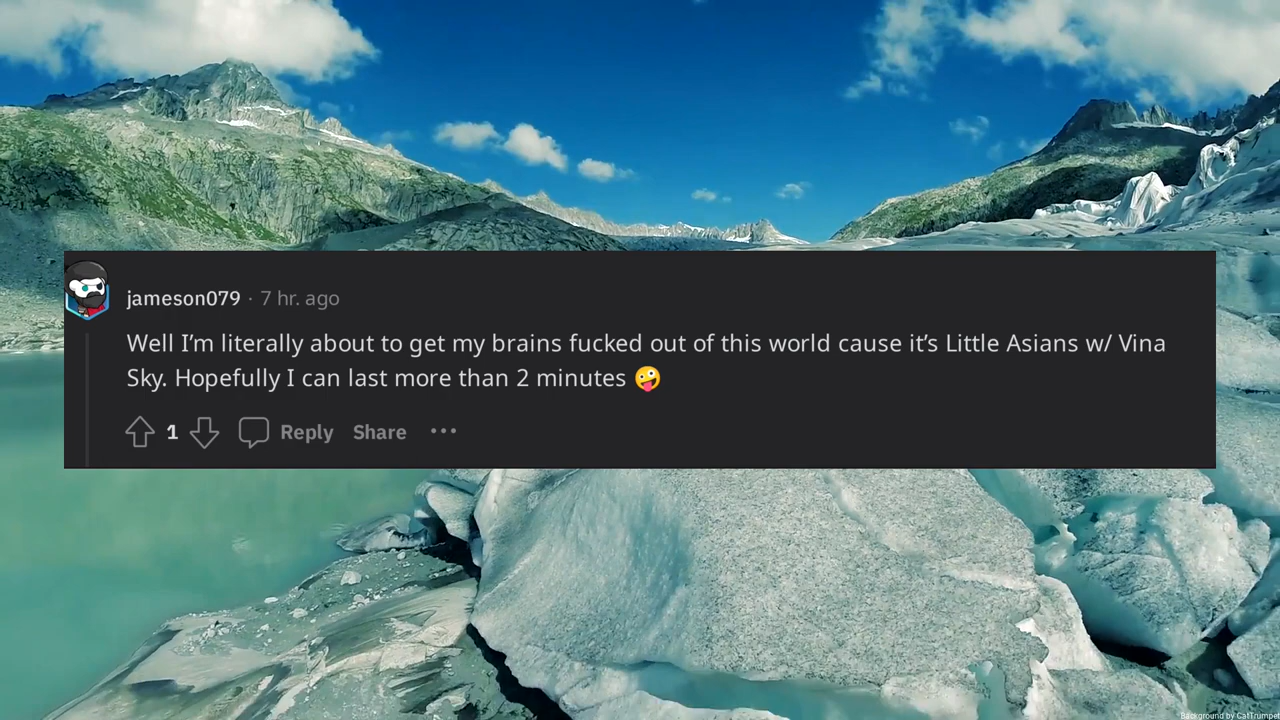 jameson079 · 7 hr. ago
Well I’m literally about to get my brains fucked out of this world cause it’s Little Asians w/ Vina
Sky. Hopefully I can last more than 2 minutes 🤪
1 Reply Share ···
Background by CatTrumpet